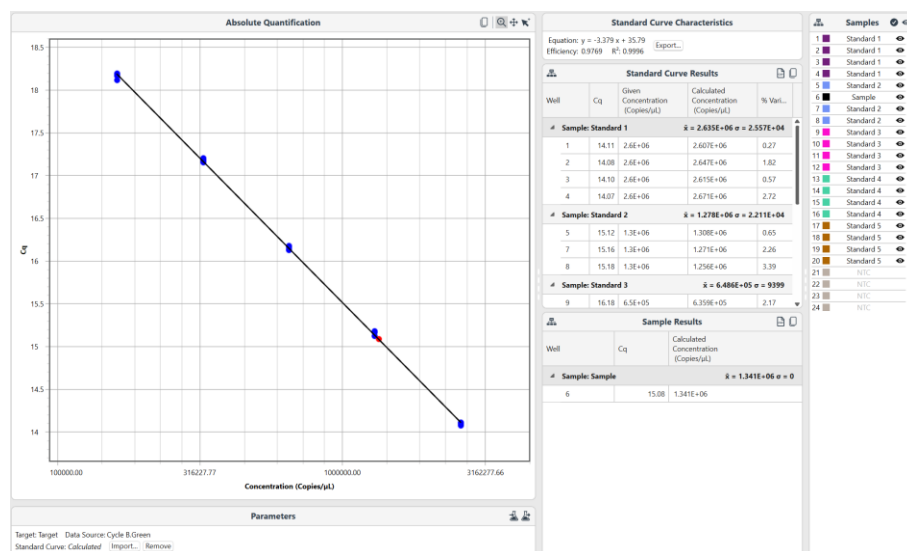 Absolute Quantification
18.5
18
17.5
17
16.5
16
15.5
15
14.5
14
Cq
100000.00 316227.77 1000000.00 3162277.66
Concentration (Copies/µL)
Parameters
Target: Target Data Source: Cycle B.Green
Standard Curve: Calculated Import... Remove
Standard Curve Characteristics
Equation: y = -3.379 x + 35.79
Efficiency: 0.9769 R²: 0.9996 Export...
Standard Curve Results
Well Cq Given Concentration (Copies/µL) Calculated Concentration (Copies/µL) % Vari...
Sample: Standard 1 x̄ = 2.635E+06 σ = 2.557E+04
1 14.11 2.6E+06 2.607E+06 0.27
2 14.08 2.6E+06 2.647E+06 1.82
3 14.10 2.6E+06 2.615E+06 0.57
4 14.07 2.6E+06 2.671E+06 2.72
Sample: Standard 2 x̄ = 1.278E+06 σ = 2.211E+04
5 15.12 1.3E+06 1.308E+06 0.65
7 15.16 1.3E+06 1.271E+06 2.26
8 15.18 1.3E+06 1.256E+06 3.39
Sample: Standard 3 x̄ = 6.486E+05 σ = 9399
9 16.18 6.5E+05 6.359E+05 2.17
Sample Results
Well Cq Calculated Concentration (Copies/µL)
Sample: Sample x̄ = 1.341E+06 σ = 0
6 15.08 1.341E+06
Samples
1 Standard 1
2 Standard 1
3 Standard 1
4 Standard 1
5 Standard 2
6 Sample
7 Standard 2
8 Standard 2
9 Standard 3
10 Standard 3
11 Standard 3
12 Standard 3
13 Standard 4
14 Standard 4
15 Standard 4
16 Standard 4
17 Standard 5
18 Standard 5
19 Standard 5
20 Standard 5
21 NTC
22 NTC
23 NTC
24 NTC